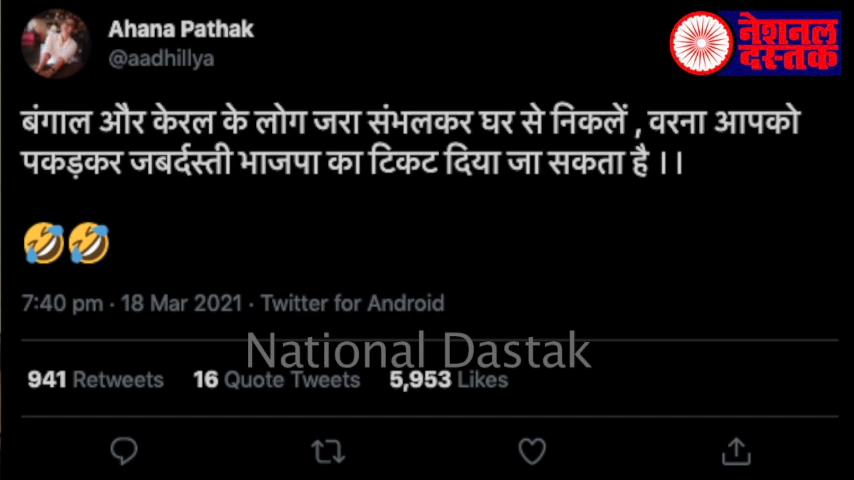 Ahana Pathak
@aadhillya
नेशनल
दस्तक
बंगाल और केरल के लोग जरा संभलकर घर से निकलें , वरना आपको
पकड़कर जबर्दस्ती भाजपा का टिकट दिया जा सकता है ।।
🤣🤣
7:40 pm · 18 Mar 2021 · Twitter for Android
National Dastak
941 Retweets 16 Quote Tweets 5,953 Likes